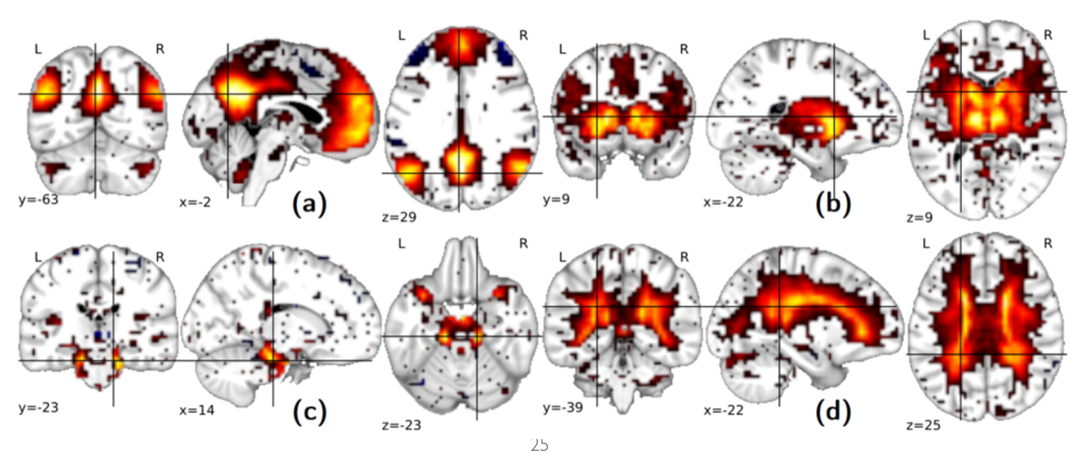 L R L R L R L R
y=-63 x=-2 (a) z=29 y=9 x=-22 (b) z=9
L R L R L R L R
y=-23 x=14 (c) z=-23 y=-39 x=-22 (d) z=25
25